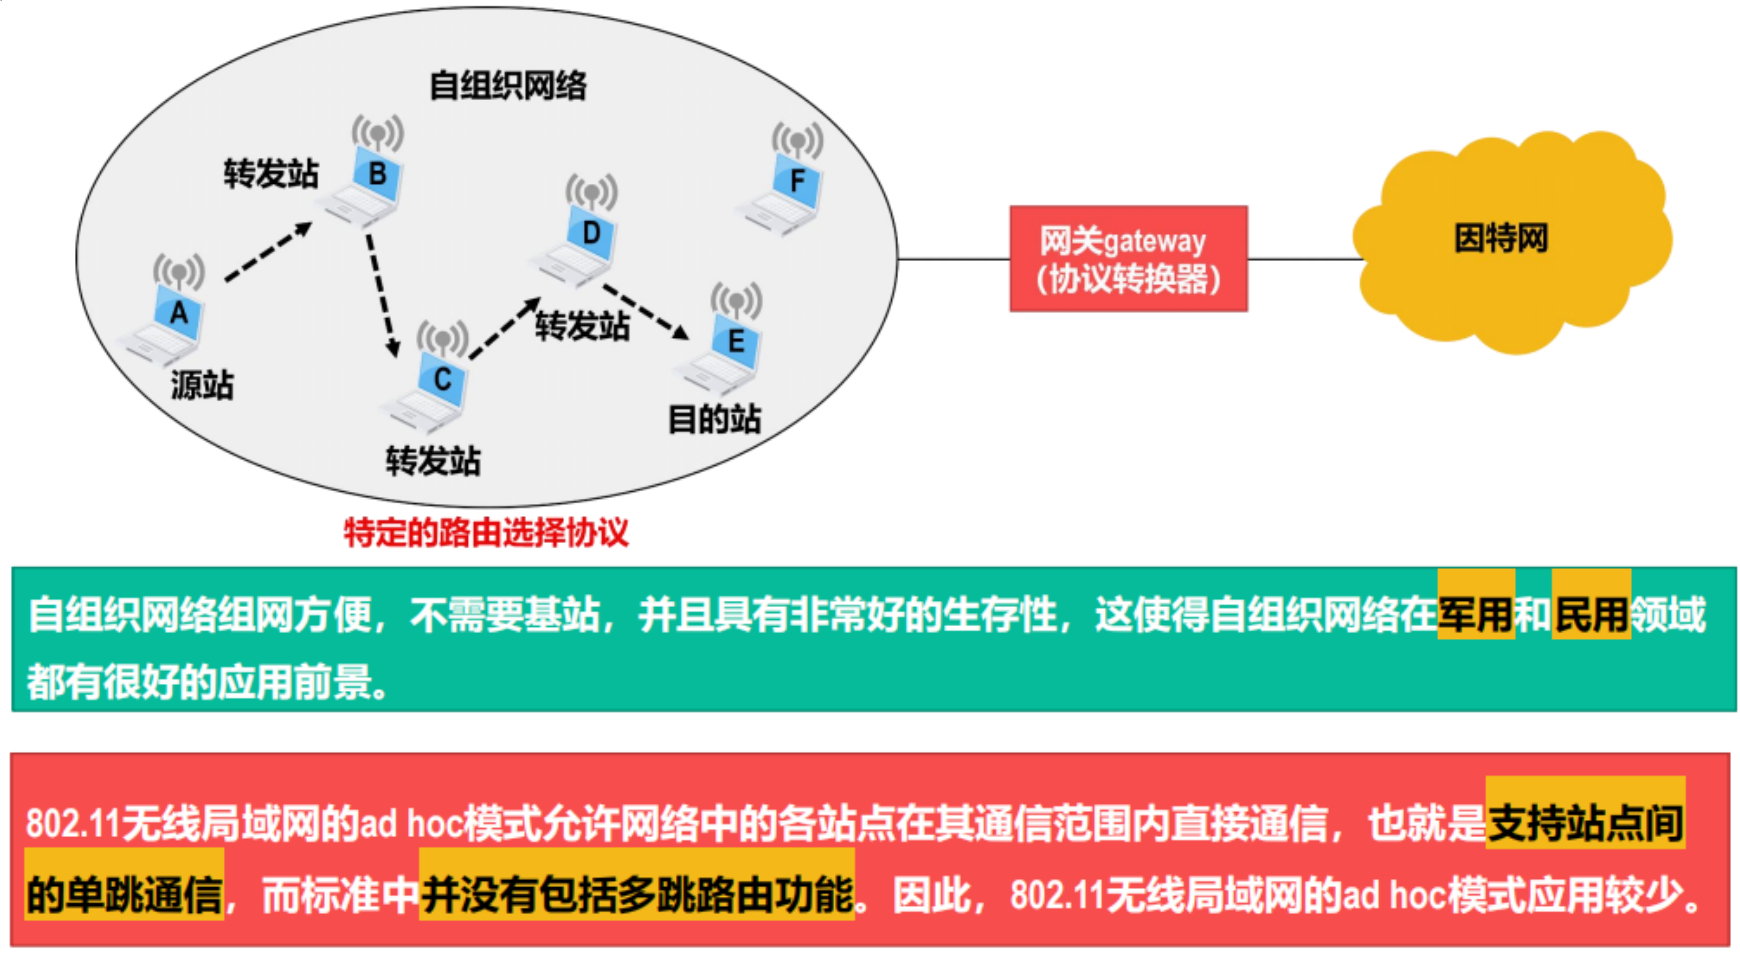 自组织网络
转发站
B
F
D
A
源站
转发站
E
C
目的站
转发站
特定的路由选择协议
网关gateway
（协议转换器）
因特网
自组织网络组网方便，不需要基站，并且具有非常好的生存性，这使得自组织网络在军用和民用领域
都有很好的应用前景。
802.11无线局域网的ad hoc模式允许网络中的各站点在其通信范围内直接通信，也就是支持站点间
的单跳通信，而标准中并没有包括多跳路由功能。因此，802.11无线局域网的ad hoc模式应用较少。